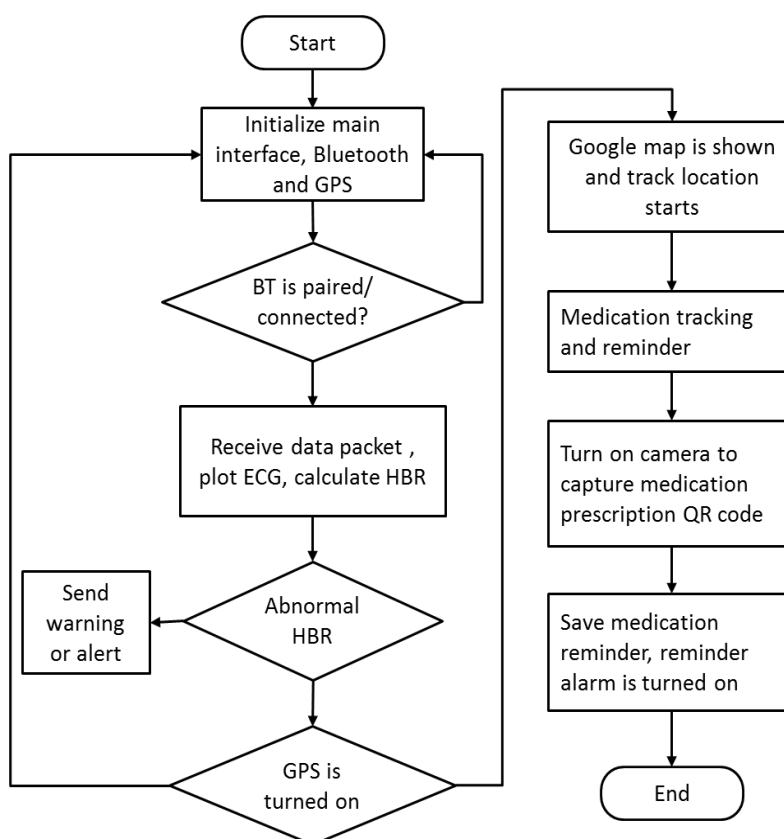 Start
Initialize main
interface, Bluetooth
and GPS
BT is paired/
connected?
Receive data packet ,
plot ECG, calculate HBR
Send
warning
or alert
Abnormal
HBR
GPS is
turned on
Google map is shown
and track location
starts
Medication tracking
and reminder
Turn on camera to
capture medication
prescription QR code
Save medication
reminder, reminder
alarm is turned on
End